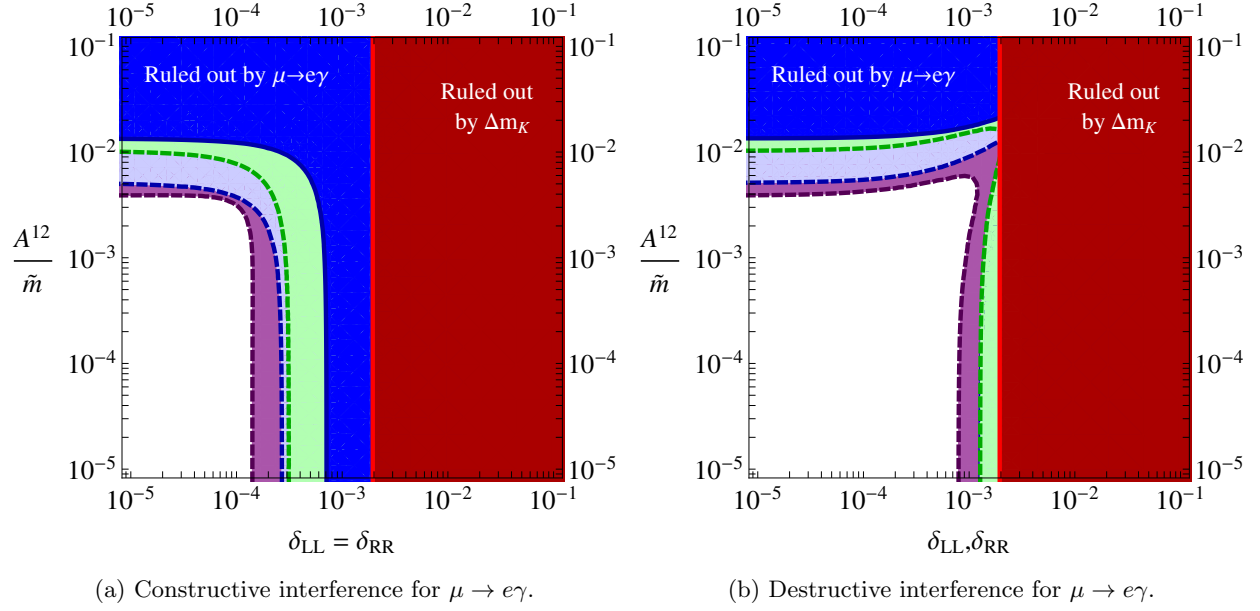 10⁻⁵ 10⁻⁴ 10⁻³ 10⁻² 10⁻¹
10⁻¹ 10⁻¹
Ruled out by μ→eγ
Ruled out
by Δm_K
10⁻² 10⁻²
A¹²
m̃
10⁻³ 10⁻³
10⁻⁴ 10⁻⁴
10⁻⁵ 10⁻⁵
10⁻⁵ 10⁻⁴ 10⁻³ 10⁻² 10⁻¹
δ_LL = δ_RR
(a) Constructive interference for μ → eγ.
10⁻⁵ 10⁻⁴ 10⁻³ 10⁻² 10⁻¹
10⁻¹ 10⁻¹
Ruled out by μ→eγ
Ruled out
by Δm_K
10⁻² 10⁻²
A¹²
m̃
10⁻³ 10⁻³
10⁻⁴ 10⁻⁴
10⁻⁵ 10⁻⁵
10⁻⁵ 10⁻⁴ 10⁻³ 10⁻² 10⁻¹
δ_LL,δ_RR
(b) Destructive interference for μ → eγ.